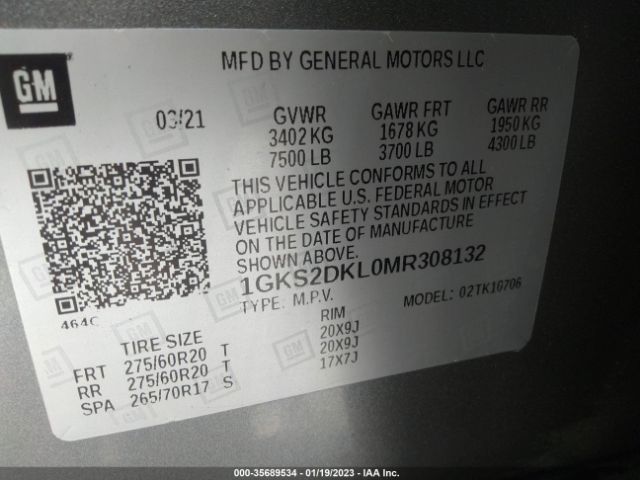 GM
MFD BY GENERAL MOTORS LLC
03/21
GVWR GAWR FRT GAWR RR
3402 KG 1678 KG 1950 KG
7500 LB 3700 LB 4300 LB
THIS VEHICLE CONFORMS TO ALL
APPLICABLE U.S. FEDERAL MOTOR
VEHICLE SAFETY STANDARDS IN EFFECT
ON THE DATE OF MANUFACTURE
SHOWN ABOVE.
1GKS2DKL0MR308132
TYPE: M.P.V. MODEL: 02TK10706
464C
TIRE SIZE RIM
FRT 275/60R20 T 20X9J
RR 275/60R20 T 20X9J
SPA 265/70R17 S 17X7J
000-35689534 / 01/19/2023 / IAA Inc.